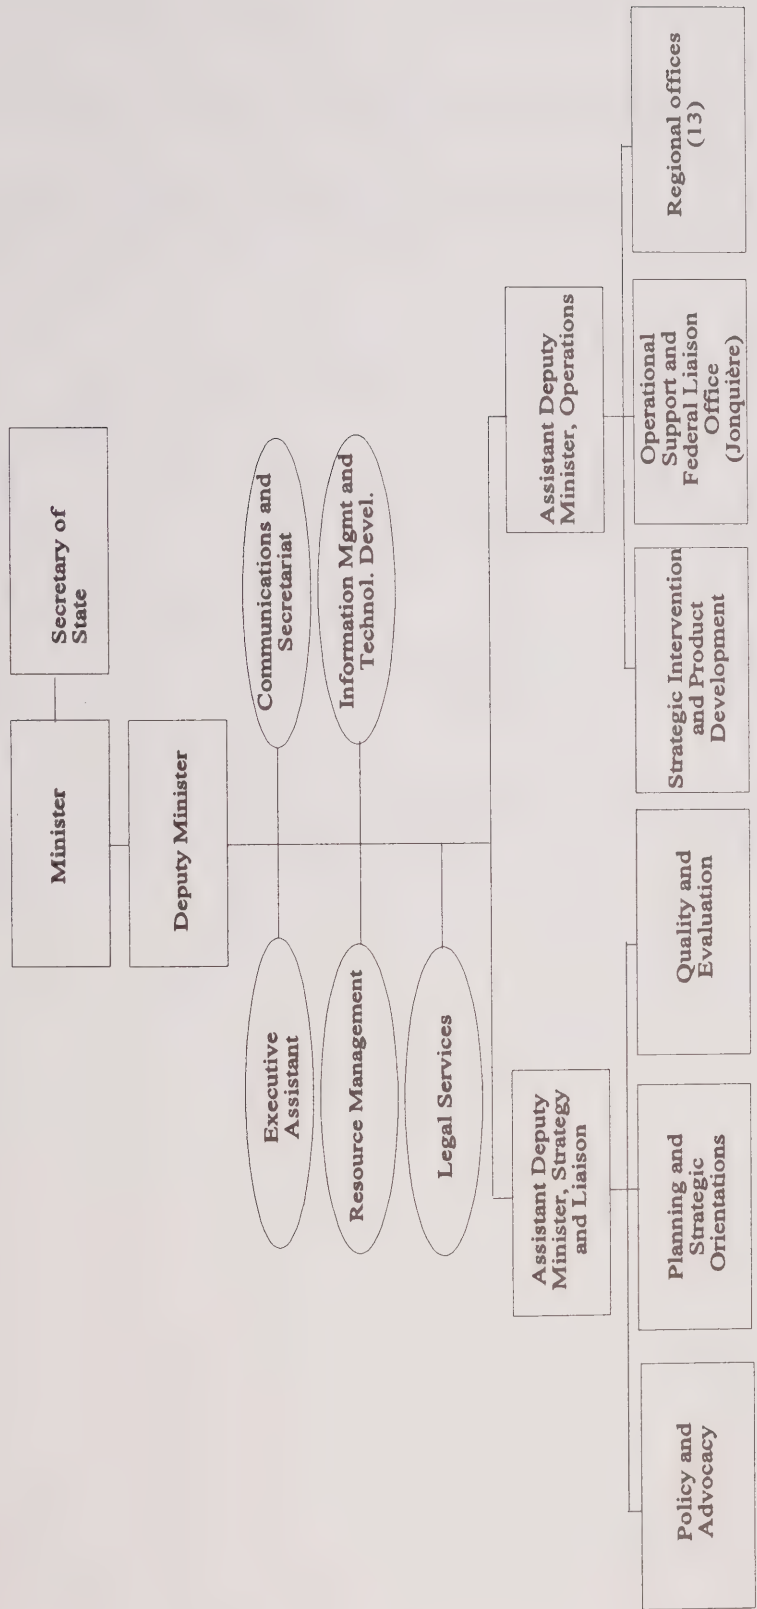 Minister
Secretary of
State
Deputy Minister
Executive
Assistant
Communications and
Secretariat
Resource Management
Information Mgmt and
Technol. Devel.
Legal Services
Assistant Deputy
Minister, Strategy
and Liaison
Assistant Deputy
Minister, Operations
Policy and
Advocacy
Planning and
Strategic
Orientations
Quality and
Evaluation
Strategic Intervention
and Product
Development
Operational
Support and
Federal Liaison
Office
(Jonquière)
Regional offices
(13)